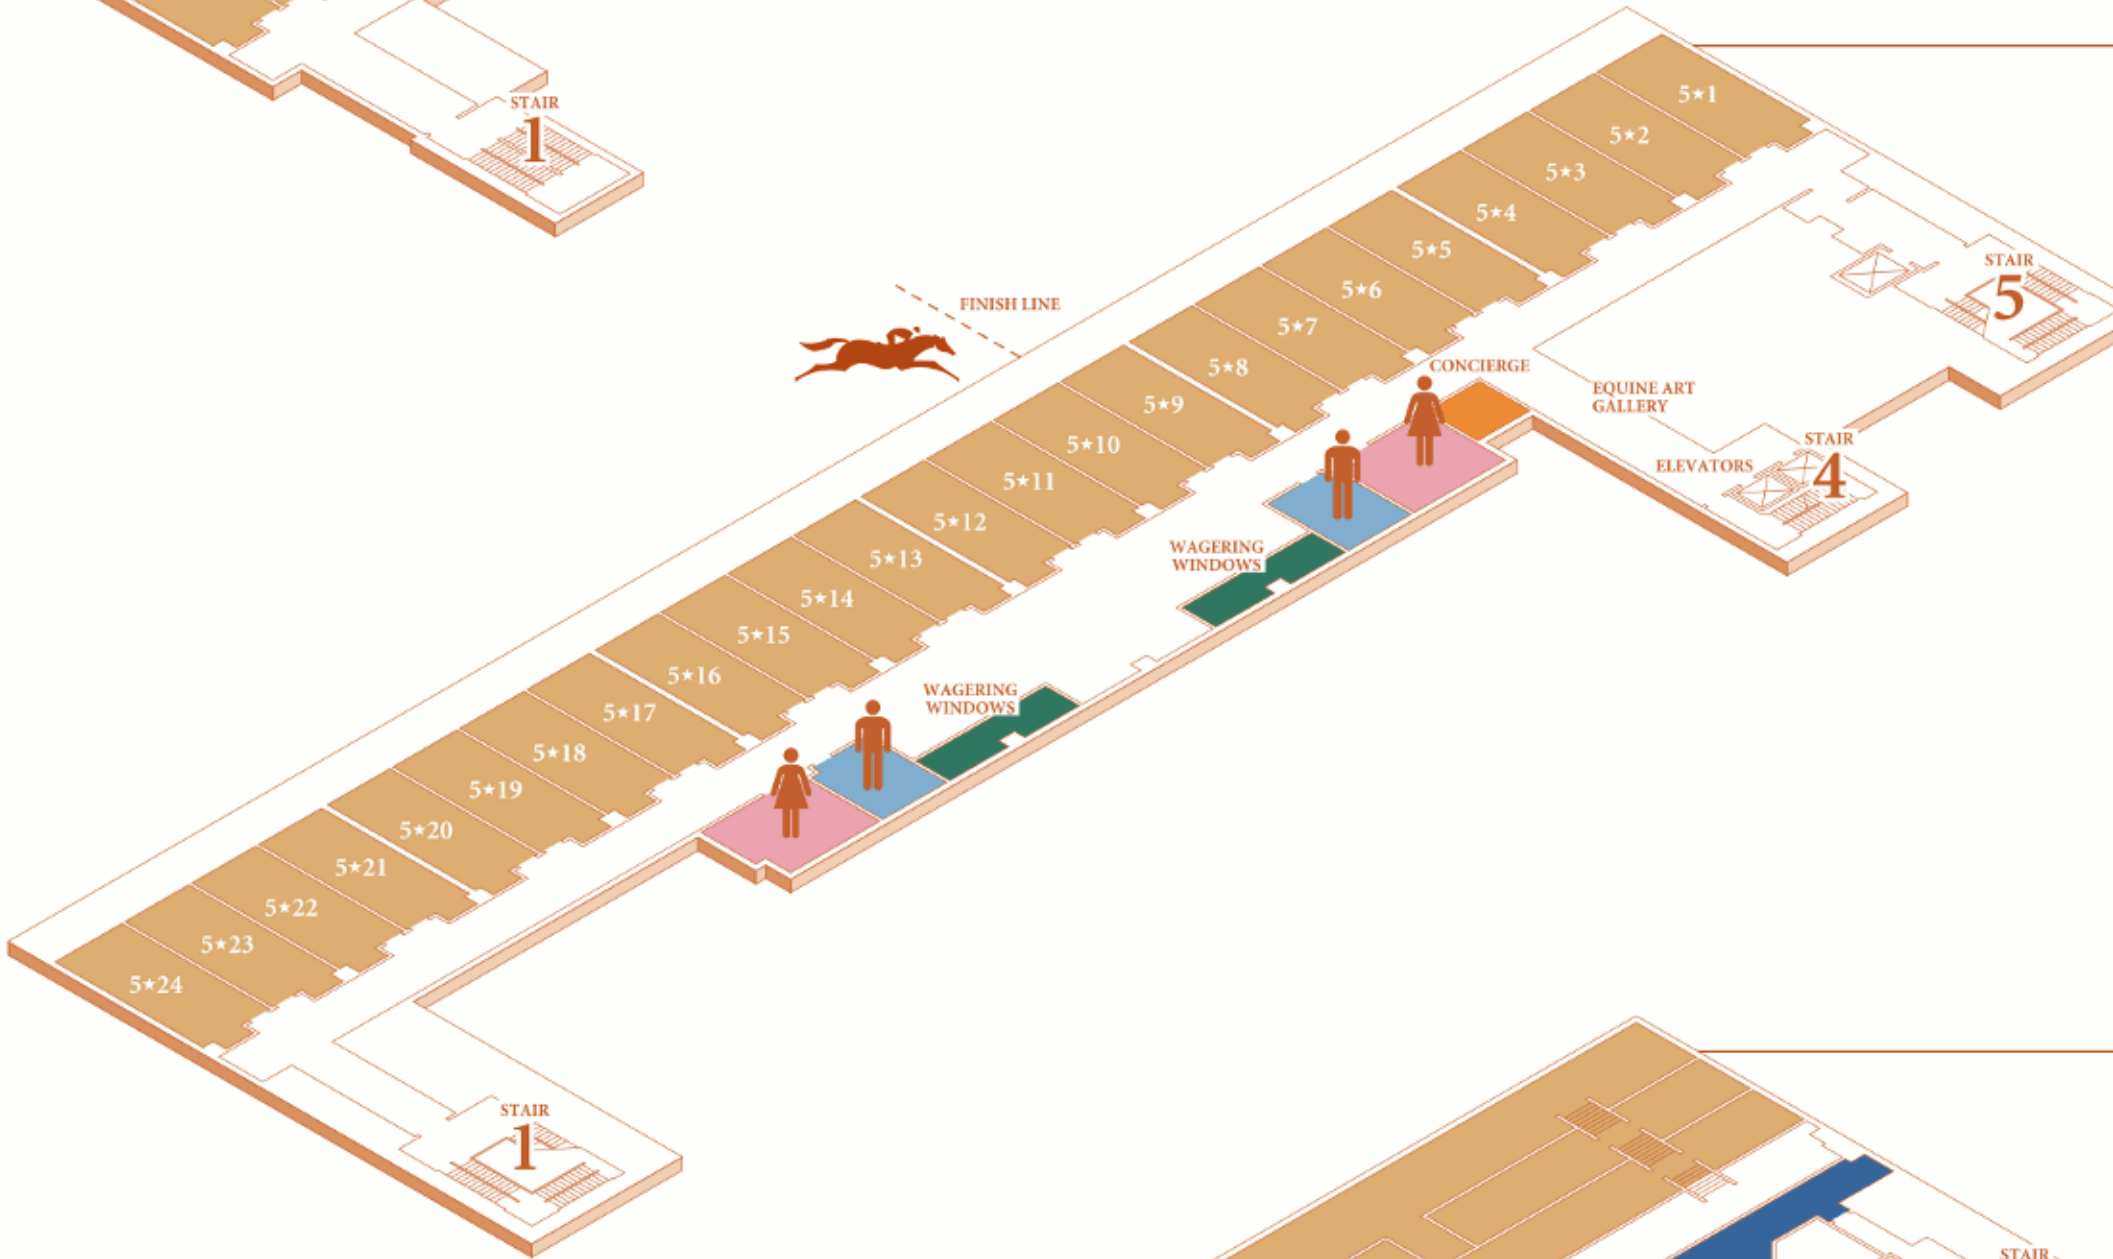 STAIR
1
5★1
5★2
5★3
5★4
5★5
5★6
5★7
5★8
5★9
5★10
5★11
5★12
5★13
5★14
5★15
5★16
5★17
5★18
5★19
5★20
5★21
5★22
5★23
5★24
FINISH LINE
STAIR
5
CONCIERGE
EQUINE ART
GALLERY
STAIR
4
ELEVATORS
WAGERING
WINDOWS
WAGERING
WINDOWS
STAIR
1
STAIR